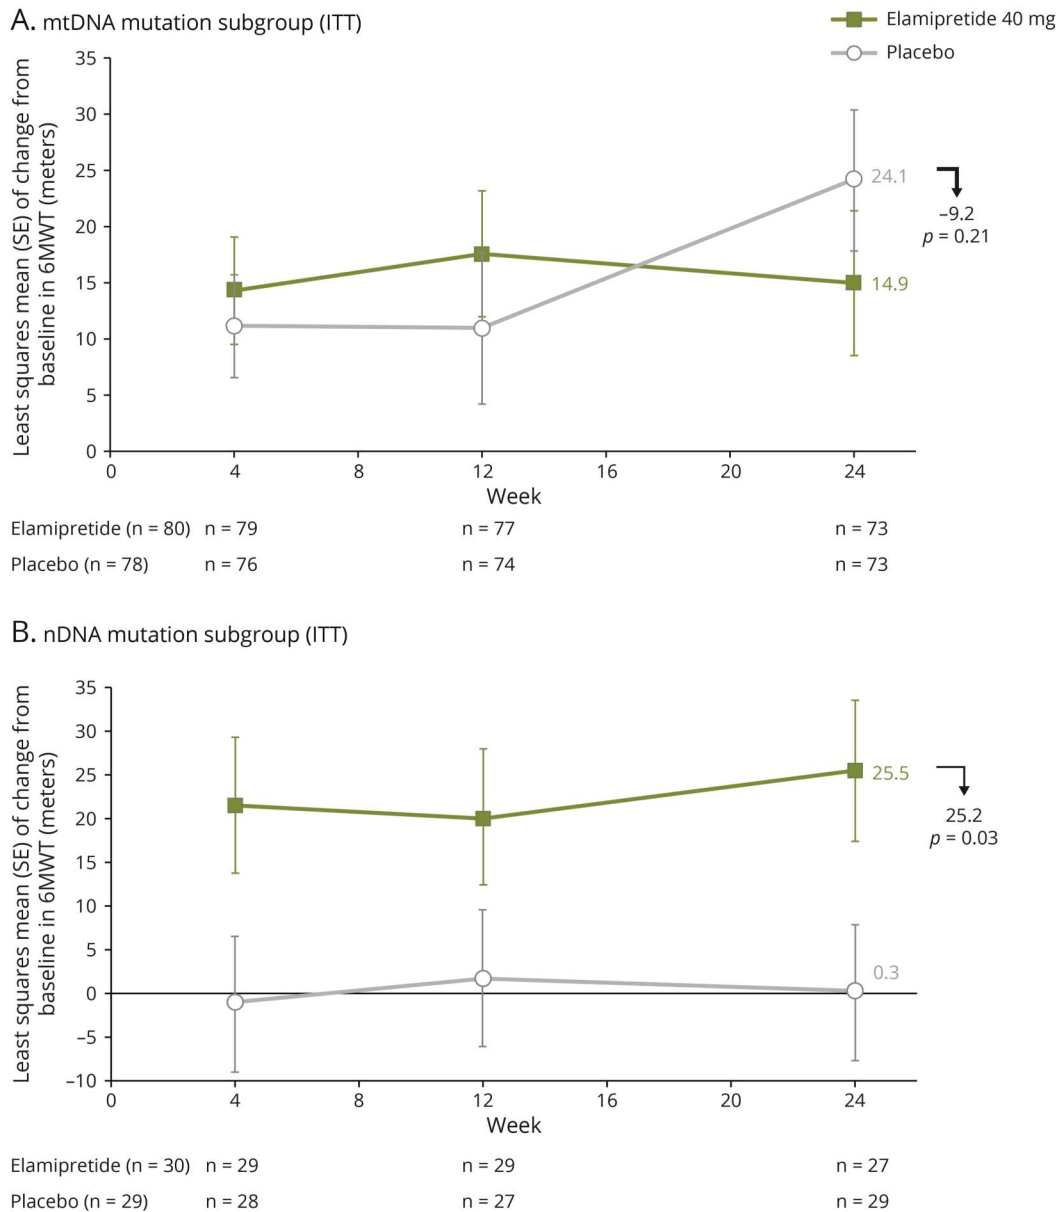 A. mtDNA mutation subgroup (ITT)
Elamipretide 40 mg
Placebo
Least squares mean (SE) of change from
baseline in 6MWT (meters)
35
30
25
20
15
10
5
0
24.1
14.9
–9.2
p = 0.21
0 4 8 12 16 20 24
Week
Elamipretide (n = 80) n = 79 n = 77 n = 73
Placebo (n = 78) n = 76 n = 74 n = 73
B. nDNA mutation subgroup (ITT)
Least squares mean (SE) of change from
baseline in 6MWT (meters)
35
30
25
20
15
10
5
0
–5
–10
25.5
25.2
p = 0.03
0.3
0 4 8 12 16 20 24
Week
Elamipretide (n = 30) n = 29 n = 29 n = 27
Placebo (n = 29) n = 28 n = 27 n = 29